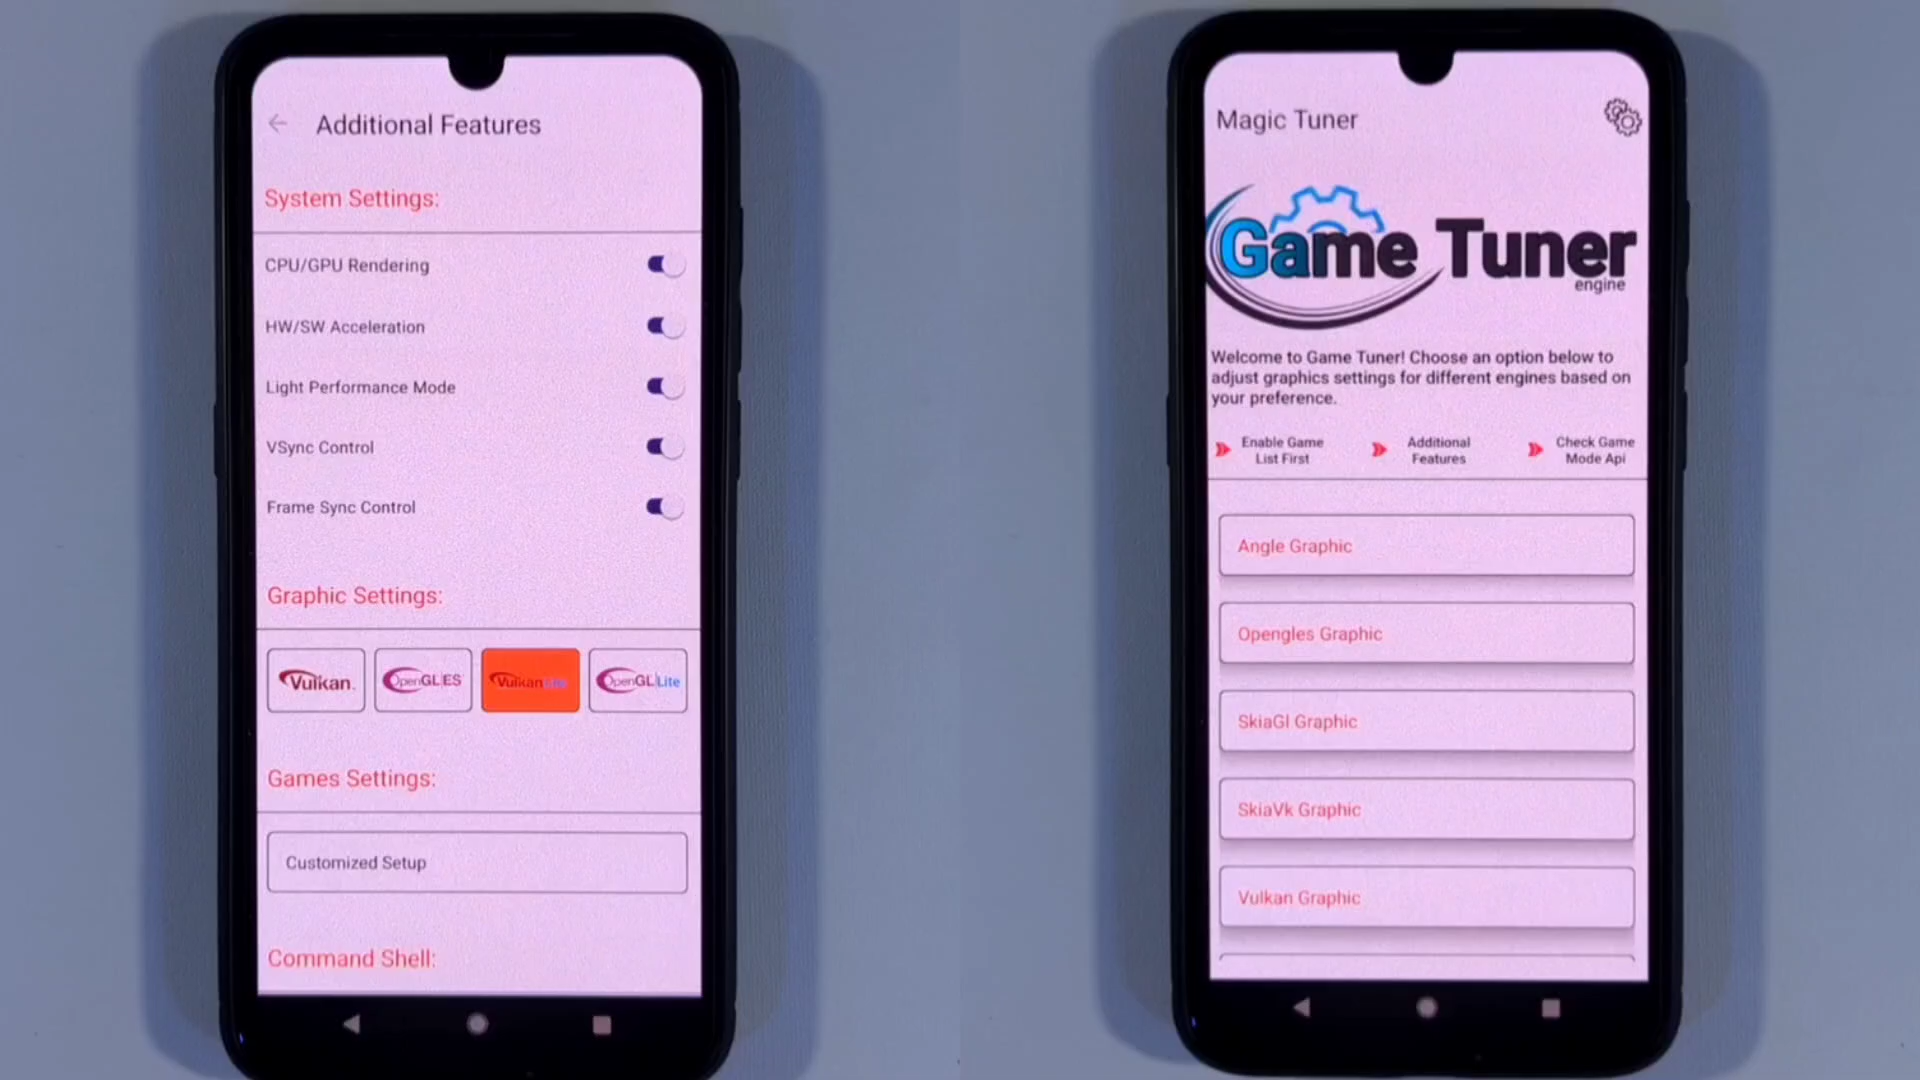 Additional Features
System Settings:
CPU/GPU Rendering
HW/SW Acceleration
Light Performance Mode
VSync Control
Frame Sync Control
Graphic Settings:
Vulkan.
OpenGL|ES
VulkanLite
OpenGL|Lite
Games Settings:
Customized Setup
Command Shell:
Magic Tuner
Game Tuner
engine
Welcome to Game Tuner! Choose an option below to
adjust graphics settings for different engines based on
your preference.
Enable Game
List First
Additional
Features
Check Game
Mode Api
Angle Graphic
Opengles Graphic
SkiaGl Graphic
SkiaVk Graphic
Vulkan Graphic